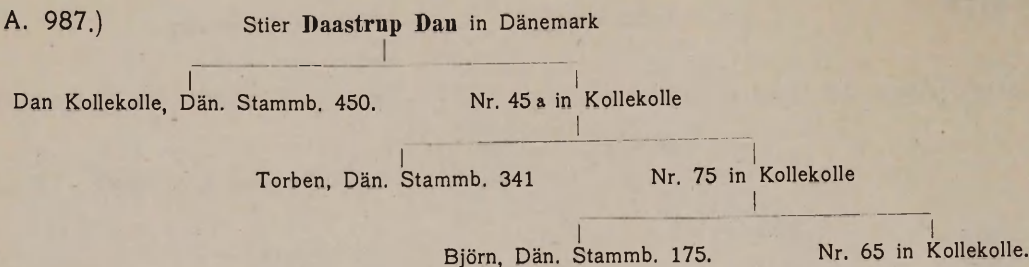 A. 987.) Stier Daastrup Dan in Dänemark
Dan Kollekolle, Dän. Stammb. 450. Nr. 45 a in Kollekolle
Torben, Dän. Stammb. 341 Nr. 75 in Kollekolle
Björn, Dän. Stammb. 175. Nr. 65 in Kollekolle.